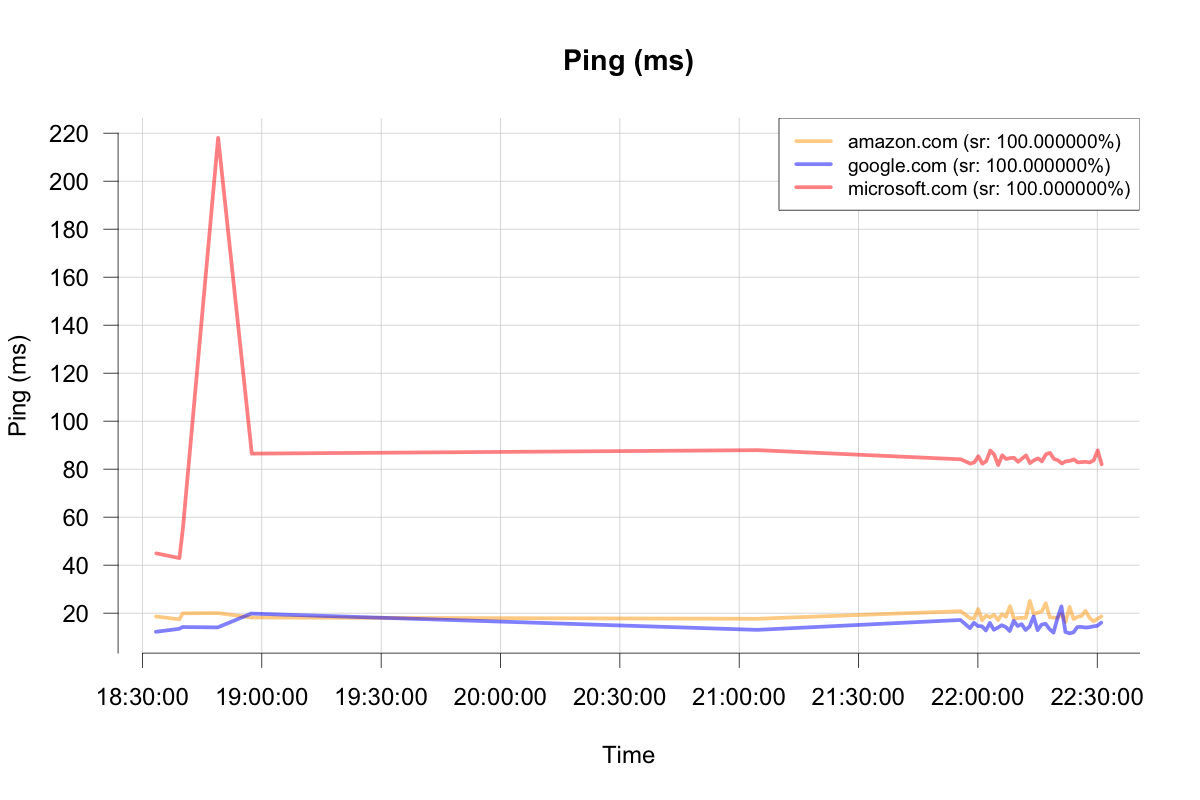 Ping (ms)
220
200
180
160
140
120
100
80
60
40
20
Ping (ms)
amazon.com (sr: 100.000000%)
google.com (sr: 100.000000%)
microsoft.com (sr: 100.000000%)
18:30:00 19:00:00 19:30:00 20:00:00 20:30:00 21:00:00 21:30:00 22:00:00 22:30:00
Time